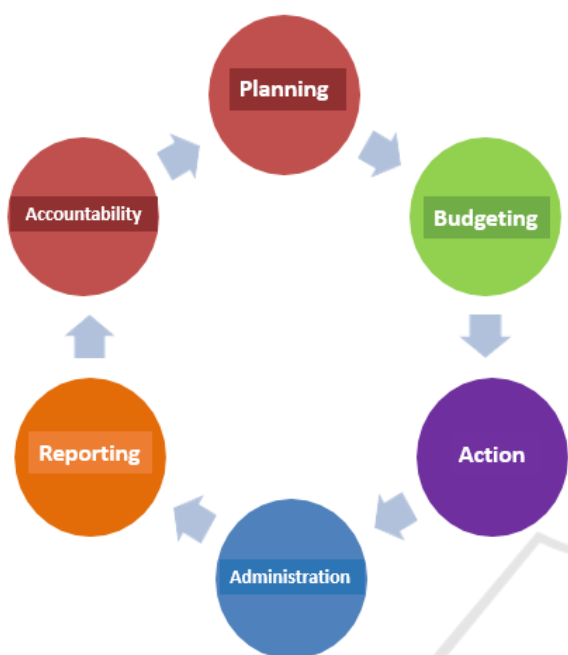 Planning
Budgeting
Action
Administration
Reporting
Accountability